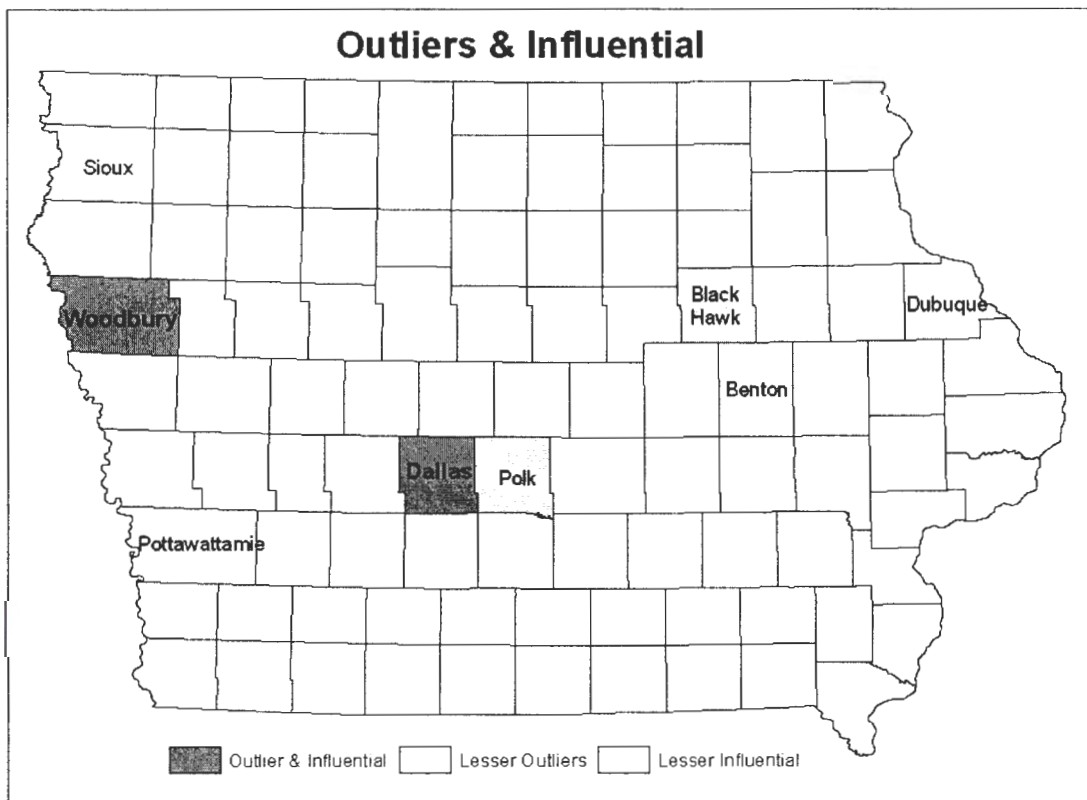 Outliers & Influential
Sioux
Woodbury
Black
Hawk
Dubuque
Benton
Dallas
Polk
Pottawattamie
Outlier & Influential
Lesser Outliers
Lesser Influential